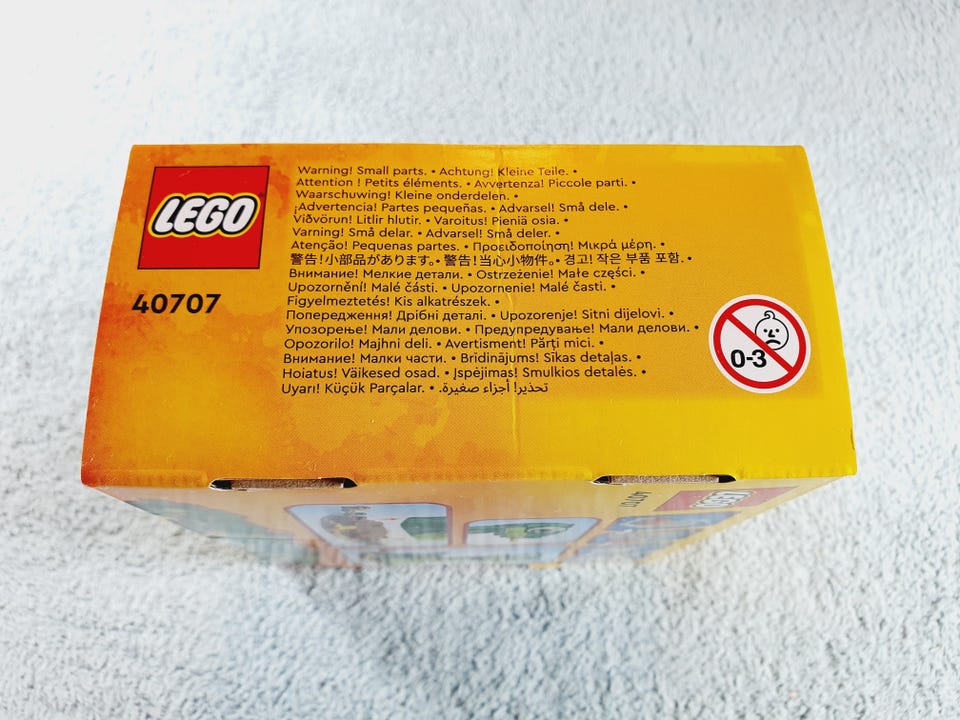 LEGO
40707
Warning! Small parts. • Achtung! Kleine Teile. •
Attention ! Petits éléments. • Avvertenza! Piccole parti. •
Waarschuwing! Kleine onderdelen. •
¡Advertencia! Partes pequeñas. • Advarsel! Små dele. •
Viðvörun! Litlir hlutir. • Varoitus! Pieniä osia. •
Varning! Små delar. • Advarsel! Små deler. •
Atenção! Pequenas partes. • Προειδοποίηση! Μικρά μέρη. •
警告!小部品があります。• 警告!当心小物件。• 경고! 작은 부품 포함. •
Внимание! Мелкие детали. • Ostrzeżenie! Małe części. •
Upozornění! Malé části. • Upozornenie! Malé časti. •
Figyelmeztetés! Kis alkatrészek. •
Попередження! Дрібні деталі. • Upozorenje! Sitni dijelovi. •
Упозорење! Мали делови. • Предупредување! Мали делови. •
Opozorilo! Majhni deli. • Avertisment! Părți mici. •
Внимание! Малки части. • Brīdinājums! Sīkas detaļas. •
Hoiatus! Väikesed osad. • Įspėjimas! Smulkios detalės. •
Uyarı! Küçük Parçalar. • تحذير! أجزاء صغيرة.
0-3
40707
LEGO